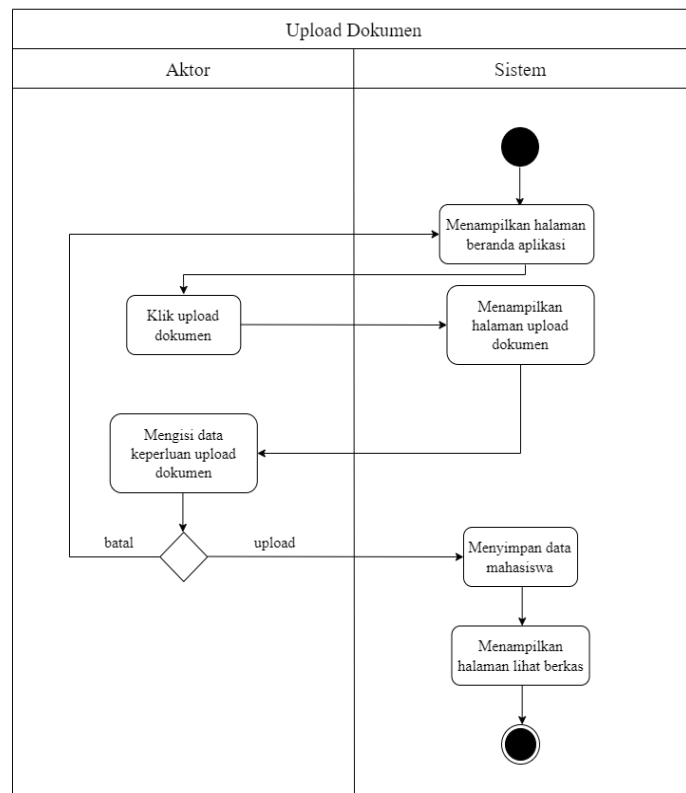 Upload Dokumen
Aktor
Sistem
Menampilkan halaman
beranda aplikasi
Klik upload
dokumen
Menampilkan
halaman upload
dokumen
Mengisi data
keperluan upload
dokumen
batal
upload
Menyimpan data
mahasiswa
Menampilkan
halaman lihat berkas